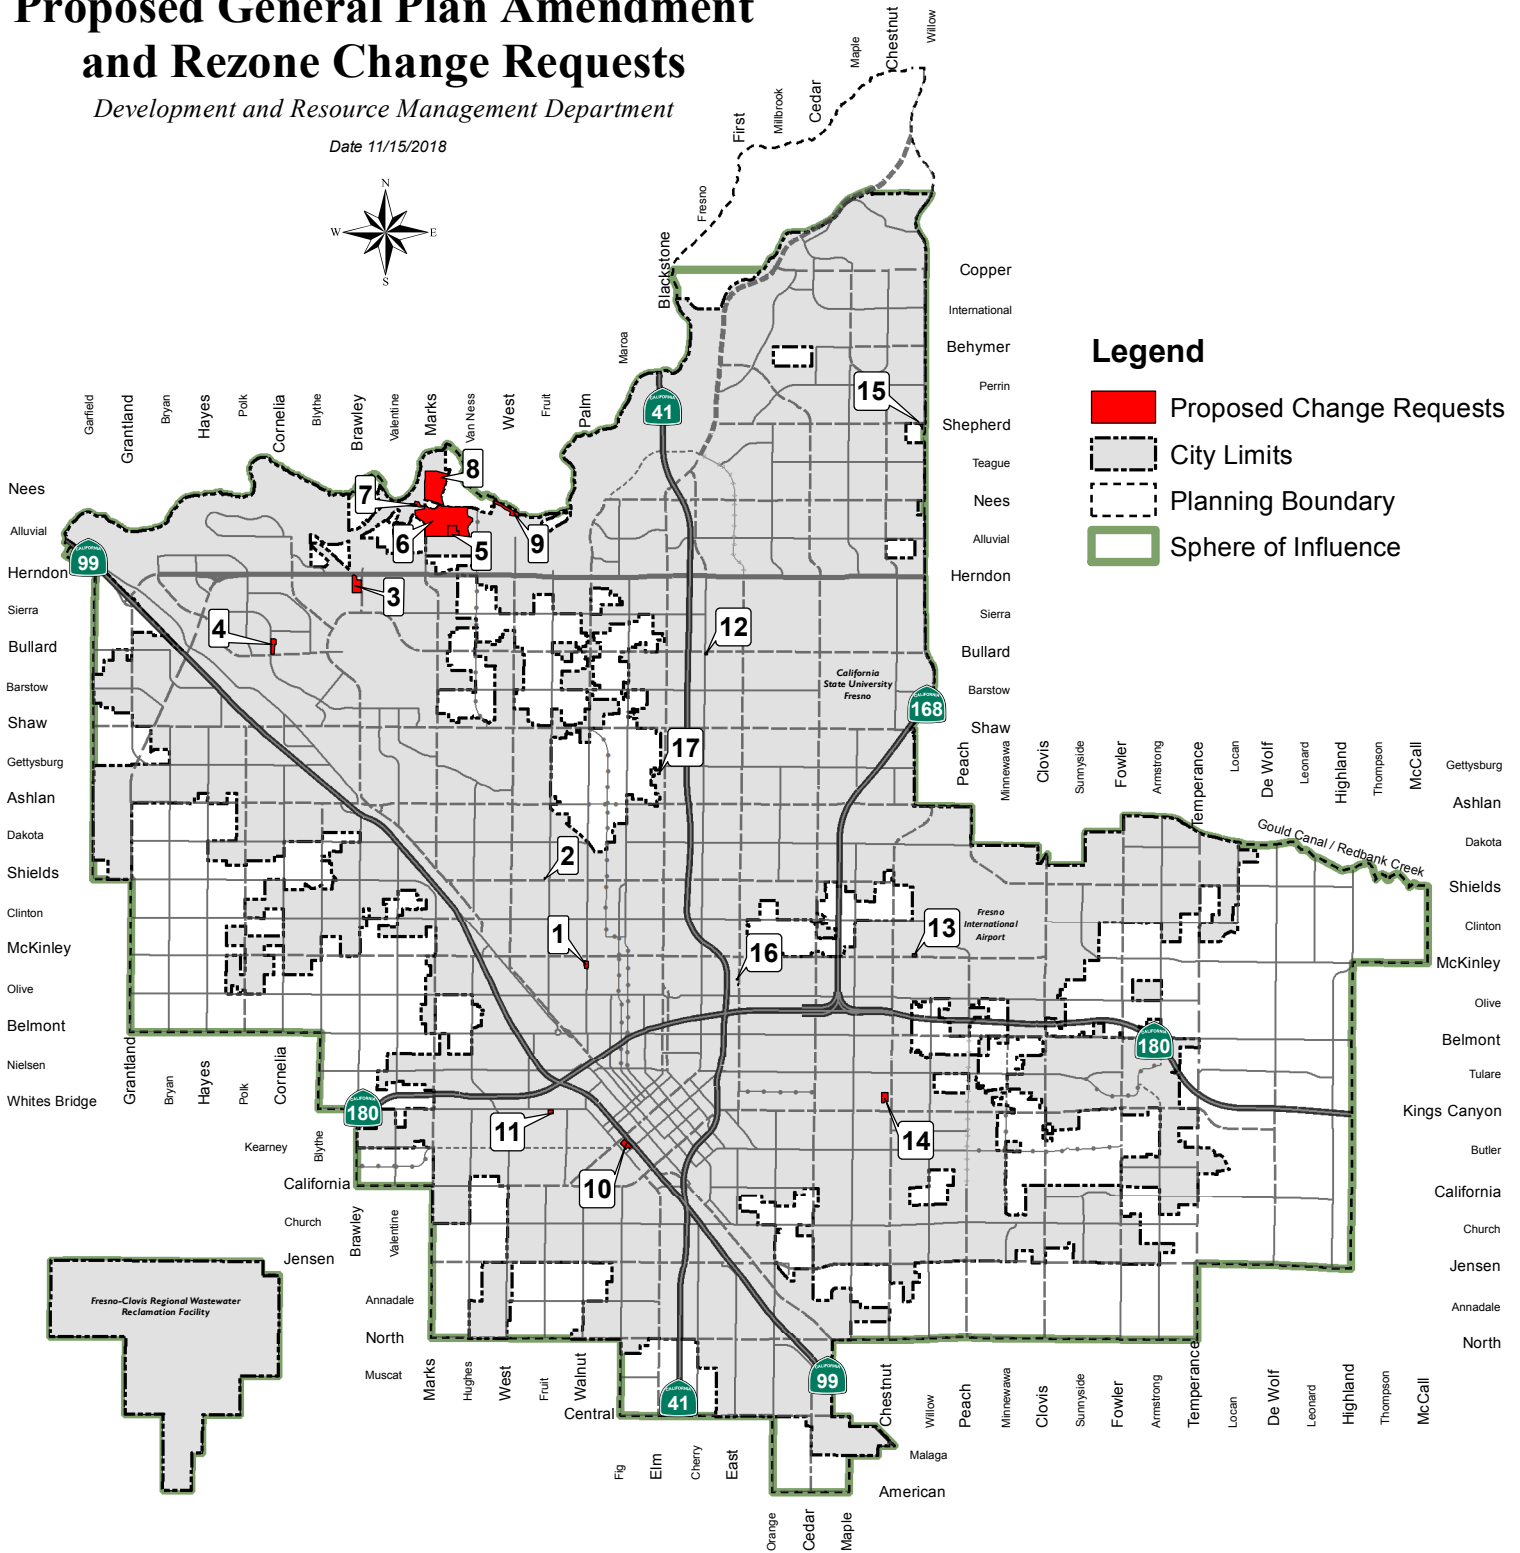 Proposed General Plan Amendment
and Rezone Change Requests
Development and Resource Management Department
Date 11/15/2018
N
W
E
S
Willow
Chestnut
Maple
Cedar
Millbrook
First
Fresno
Blackstone
Maroa
Garfield
Grantland
Bryan
Hayes
Polk
Cornelia
Blythe
Brawley
Valentine
Marks
Van Ness
West
Fruit
Palm
Copper
International
Behymer
Perrin
Shepherd
Teague
Nees
Alluvial
Herndon
Sierra
Bullard
Barstow
Shaw
Legend
Proposed Change Requests
City Limits
Planning Boundary
Sphere of Influence
Nees
Alluvial
Herndon
Sierra
Bullard
Barstow
Shaw
Gettysburg
Ashlan
Dakota
Shields
Clinton
McKinley
Olive
Belmont
Nielsen
Whites Bridge
CALIFORNIA
41
CALIFORNIA
99
CALIFORNIA
168
CALIFORNIA
180
CALIFORNIA
180
CALIFORNIA
41
CALIFORNIA
99
15
8
7
6
5
9
3
4
12
17
2
1
16
13
14
11
10
California
State University
Fresno
Fresno
International
Airport
Peach
Minnewawa
Clovis
Sunnyside
Fowler
Armstrong
Temperance
Locan
De Wolf
Leonard
Highland
Thompson
McCall
Gould Canal / Redbank Creek
Gettysburg
Ashlan
Dakota
Shields
Clinton
McKinley
Olive
Belmont
Tulare
Kings Canyon
Butler
California
Church
Jensen
Annadale
North
Grantland
Bryan
Hayes
Polk
Cornelia
Kearney
Blythe
California
Church
Brawley
Valentine
Jensen
Annadale
North
Muscat
Fresno-Clovis Regional Wastewater
Reclamation Facility
Marks
Hughes
West
Fruit
Walnut
Central
Fig
Elm
Cherry
East
Orange
Cedar
Maple
Malaga
American
Chestnut
Willow
Peach
Minnewawa
Clovis
Sunnyside
Fowler
Armstrong
Temperance
Locan
De Wolf
Leonard
Highland
Thompson
McCall